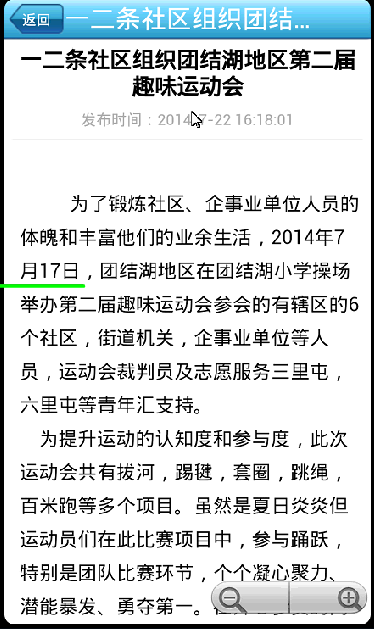 返回
一二条社区组织团结...
一二条社区组织团结湖地区第二届
趣味运动会
发布时间：2014-7-22 16:18:01
为了锻炼社区、企事业单位人员的
体魄和丰富他们的业余生活，2014年7
月17日，团结湖地区在团结湖小学操场
举办第二届趣味运动会参会的有辖区的6
个社区，街道机关，企事业单位等人
员，运动会裁判员及志愿服务三里屯，
六里屯等青年汇支持。
为提升运动的认知度和参与度，此次
运动会共有拔河，踢毽，套圈，跳绳，
百米跑等多个项目。虽然是夏日炎炎但
运动员们在此比赛项目中，参与踊跃，
特别是团队比赛环节，个个凝心聚力、
潜能暴发、勇夺第一。